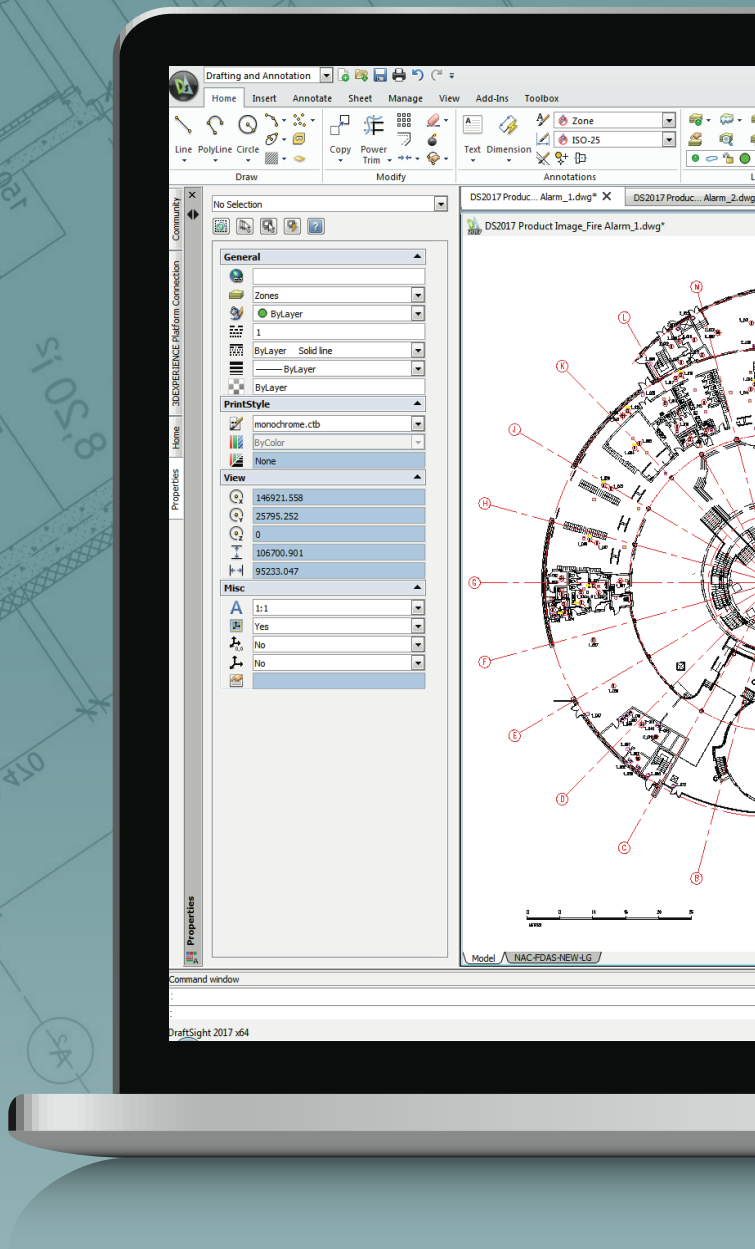 Drafting and Annotation
Home Insert Annotate Sheet Manage View Add-Ins Toolbox
Line PolyLine Circle
Copy Power Trim
Text Dimension
Zone
ISO-25
Draw Modify Annotations L
No Selection
DS2017 Produc... Alarm_1.dwg* X DS2017 Produc... Alarm_2.dwg
DS2017 Product Image_Fire Alarm_1.dwg*
Community
3DEXPERIENCE Platform Connection
Home
Properties
Properties
General
Zones
ByLayer
1
ByLayer Solid line
ByLayer
ByLayer
PrintStyle
monochrome.ctb
ByColor
None
View
146921.558
25795.252
0
106700.901
95233.047
Misc
1:1
Yes
No
No
N
L
K
J
H
G
F
E
D
C
B
Model NAC-FDAS-NEW-LG
Command window
:
:
DraftSight 2017 x64
8.20.12
470